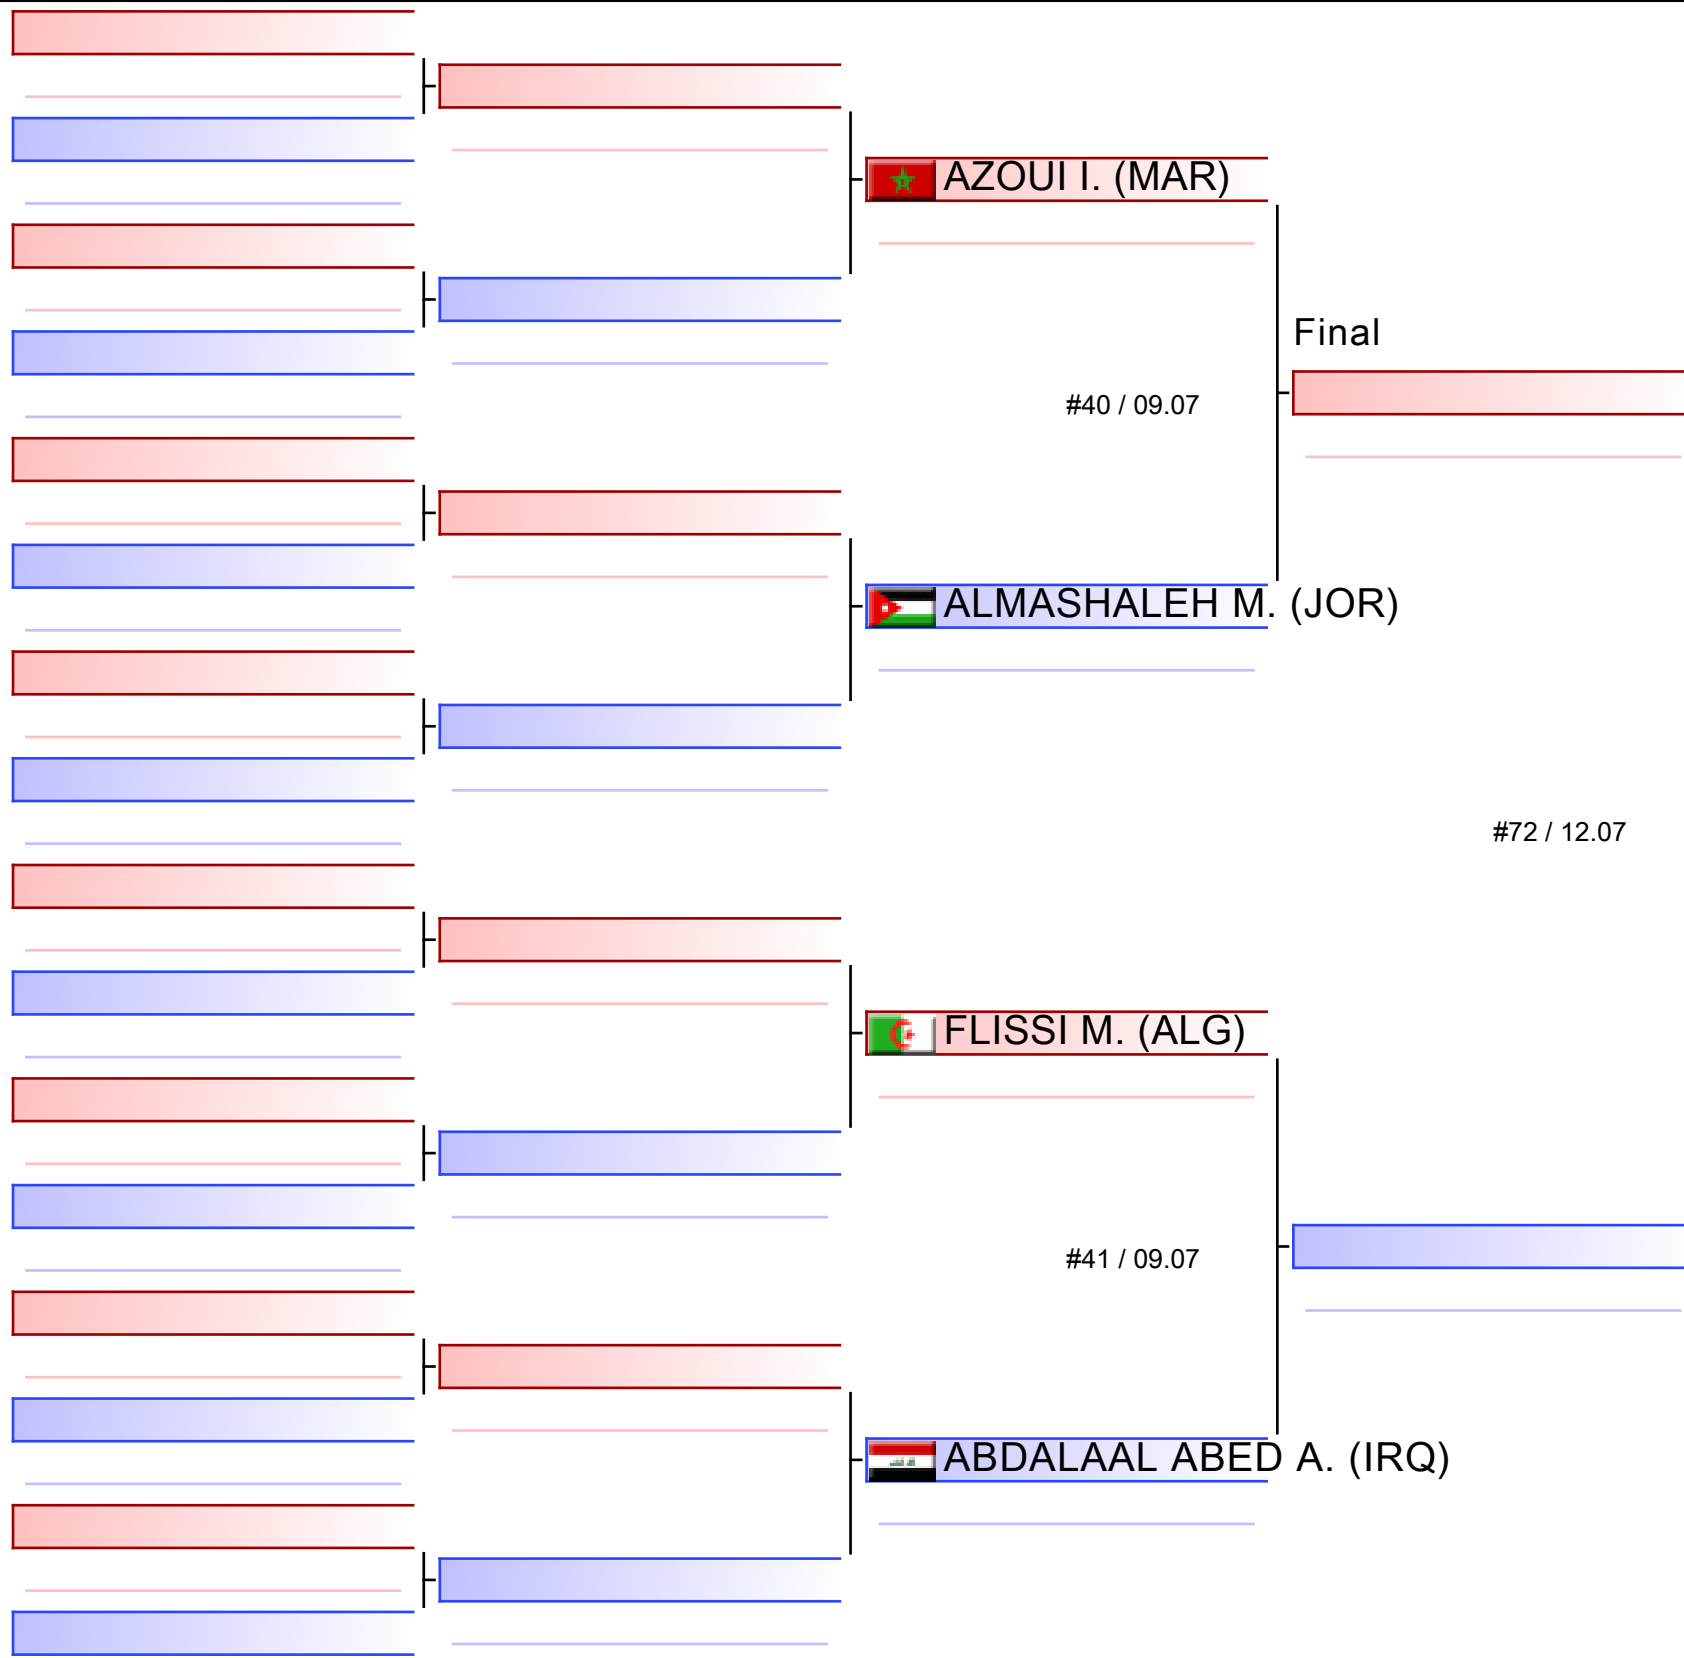 AZOUI I. (MAR)
Final
#40 / 09.07
ALMASHALEH M. (JOR)
#72 / 12.07
FLISSI M. (ALG)
#41 / 09.07
ABDALAAL ABED A. (IRQ)